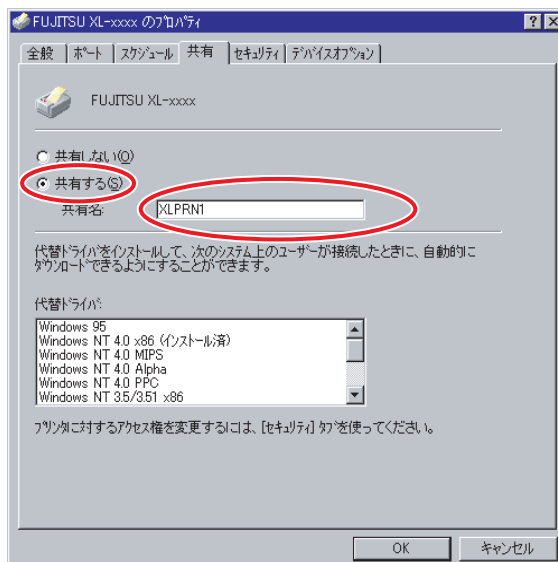 FUJITSU XL-xxxx のプロパティ
全般 ポート スケジュール 共有 セキュリティ デバイスオプション
FUJITSU XL-xxxx
共有しない(O)
共有する(S)
共有名: XLPRN1
代替ドライバをインストールして、次のシステム上のユーザーが接続したときに、自動的に
ダウンロードできるようにすることができます。
代替ドライバ:
Windows 95
Windows NT 4.0 x86 (インストール済)
Windows NT 4.0 MIPS
Windows NT 4.0 Alpha
Windows NT 4.0 PPC
Windows NT 3.5/3.51 x86
プリンタに対するアクセス権を変更するには、[セキュリティ] タブを使ってください。
OK キャンセル